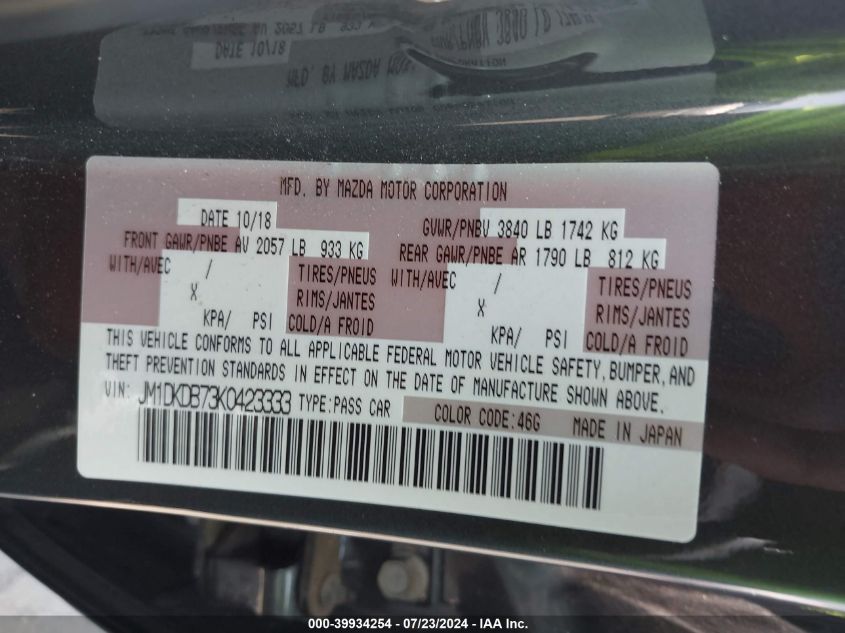 MFD. BY MAZDA MOTOR CORPORATION
DATE 10/18 GVWR/PNBV 3840 LB 1742 KG
FRONT GAWR/PNBE AV 2057 LB 933 KG REAR GAWR/PNBE AR 1790 LB 812 KG
WITH/AVEC / TIRES/PNEUS WITH/AVEC / TIRES/PNEUS
X RIMS/JANTES X RIMS/JANTES
KPA/ PSI COLD/A FROID KPA/ PSI COLD/A FROID
THIS VEHICLE CONFORMS TO ALL APPLICABLE FEDERAL MOTOR VEHICLE SAFETY, BUMPER, AND
THEFT PREVENTION STANDARDS IN EFFECT ON THE DATE OF MANUFACTURE SHOWN ABOVE.
VIN: JM1DKDB73K0423333 TYPE:PASS CAR COLOR CODE:46G MADE IN JAPAN
000-39934254 - 07/23/2024 - IAA Inc.